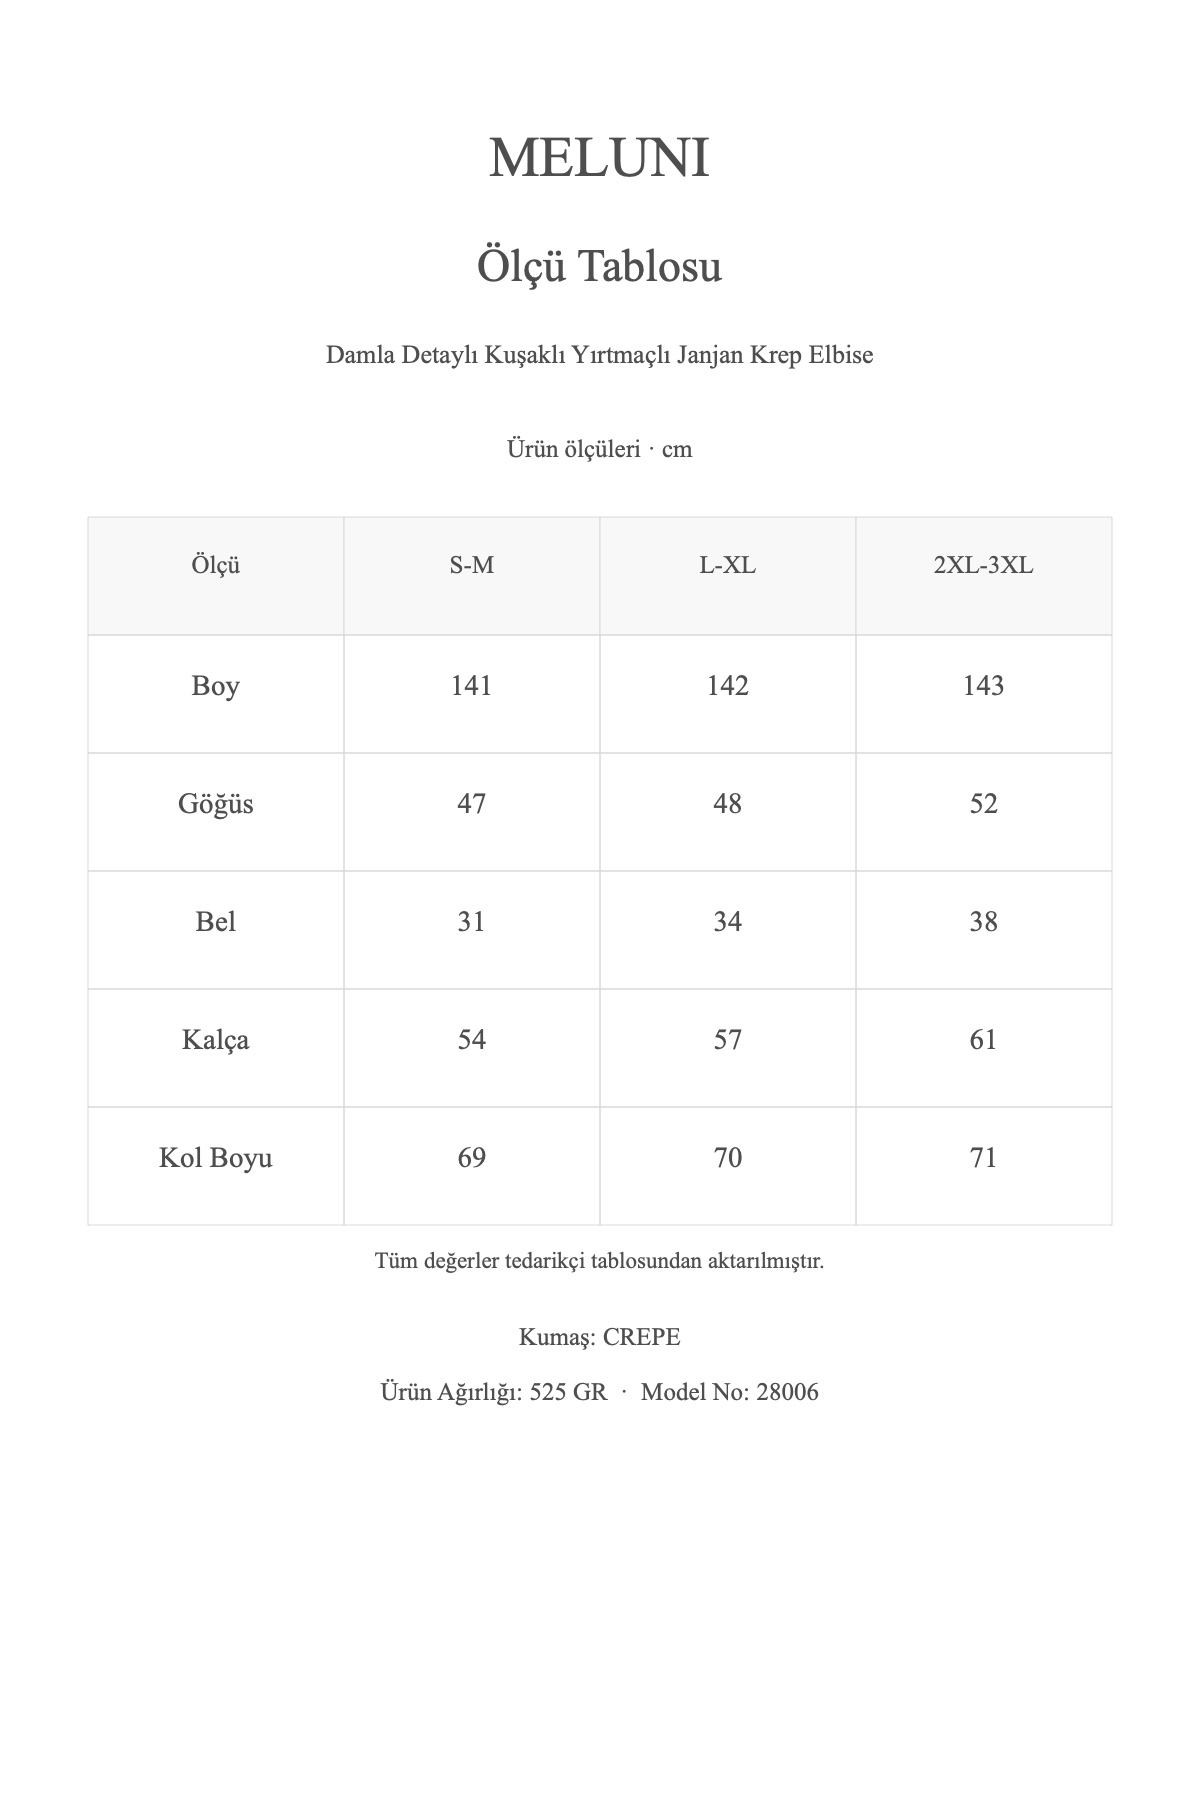 MELUNI
Ölçü Tablosu
Damla Detaylı Kuşaklı Yırtmaçlı Janjan Krep Elbise
Ürün ölçüleri · cm
Ölçü S-M L-XL 2XL-3XL
Boy 141 142 143
Göğüs 47 48 52
Bel 31 34 38
Kalça 54 57 61
Kol Boyu 69 70 71
Tüm değerler tedarikçi tablosundan aktarılmıştır.
Kumaş: CREPE
Ürün Ağırlığı: 525 GR · Model No: 28006